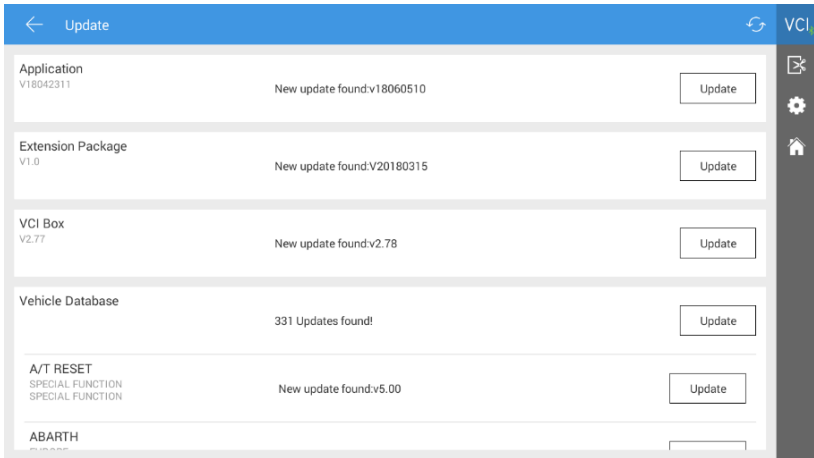 Update
VCI
Application
V18042311
New update found:v18060510
Update
Extension Package
V1.0
New update found:V20180315
Update
VCI Box
V2.77
New update found:v2.78
Update
Vehicle Database
331 Updates found!
Update
A/T RESET
SPECIAL FUNCTION
SPECIAL FUNCTION
New update found:v5.00
Update
ABARTH